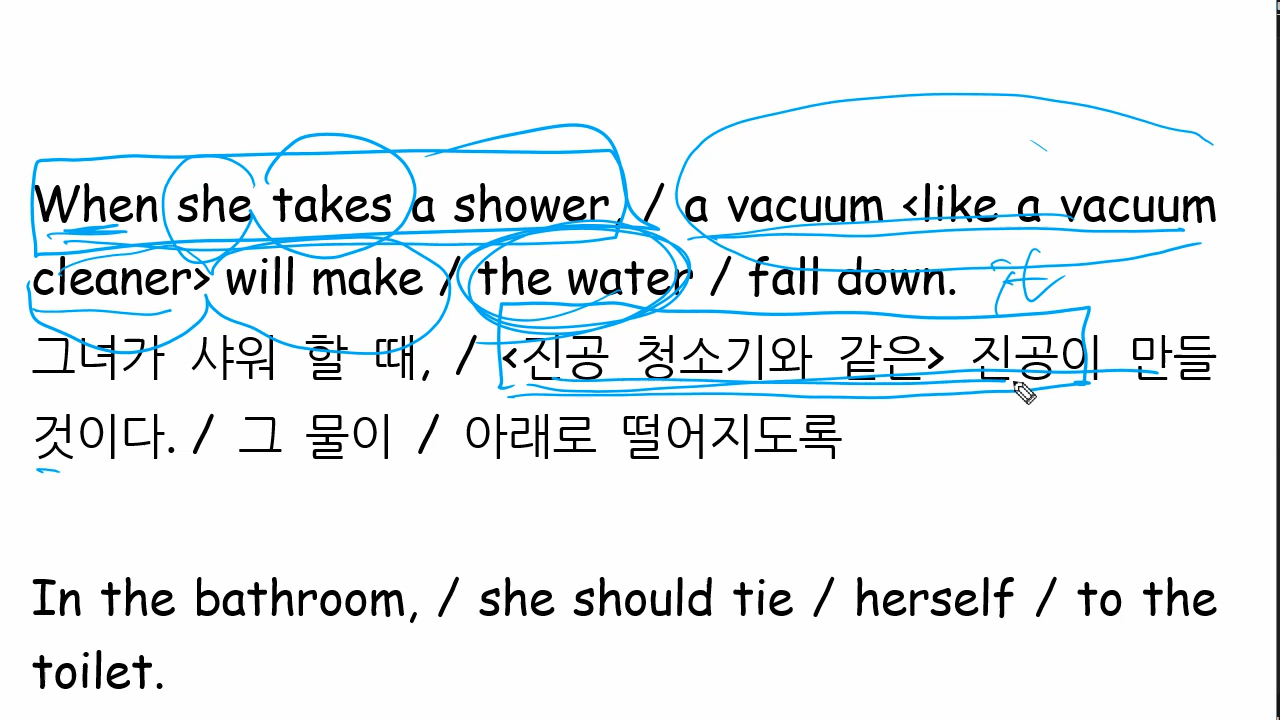 When she takes a shower, / a vacuum <like a vacuum
cleaner> will make / the water / fall down.
그녀가 샤워 할 때, / <진공 청소기와 같은> 진공이 만들
것이다. / 그 물이 / 아래로 떨어지도록
In the bathroom, / she should tie / herself / to the
toilet.